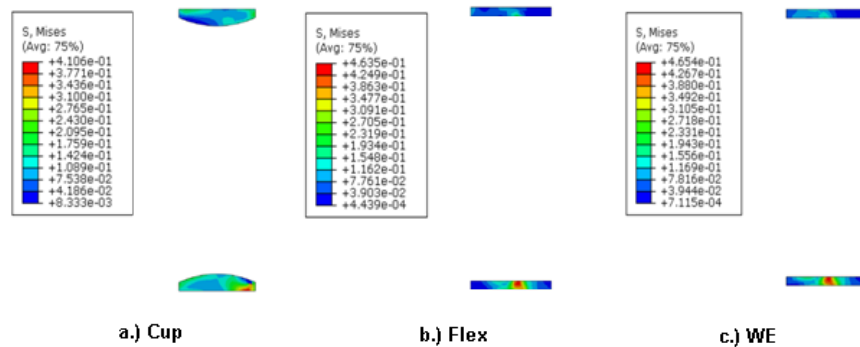 S, Mises
(Avg: 75%)
+4.106e-01
+3.771e-01
+3.436e-01
+3.100e-01
+2.765e-01
+2.430e-01
+2.095e-01
+1.759e-01
+1.424e-01
+1.089e-01
+7.538e-02
+4.186e-02
+8.333e-03
a.) Cup
S, Mises
(Avg: 75%)
+4.635e-01
+4.249e-01
+3.863e-01
+3.477e-01
+3.091e-01
+2.705e-01
+2.319e-01
+1.934e-01
+1.548e-01
+1.162e-01
+7.761e-02
+3.903e-02
+4.439e-04
b.) Flex
S, Mises
(Avg: 75%)
+4.654e-01
+4.267e-01
+3.880e-01
+3.492e-01
+3.105e-01
+2.718e-01
+2.331e-01
+1.943e-01
+1.556e-01
+1.169e-01
+7.816e-02
+3.944e-02
+7.115e-04
c.) WE